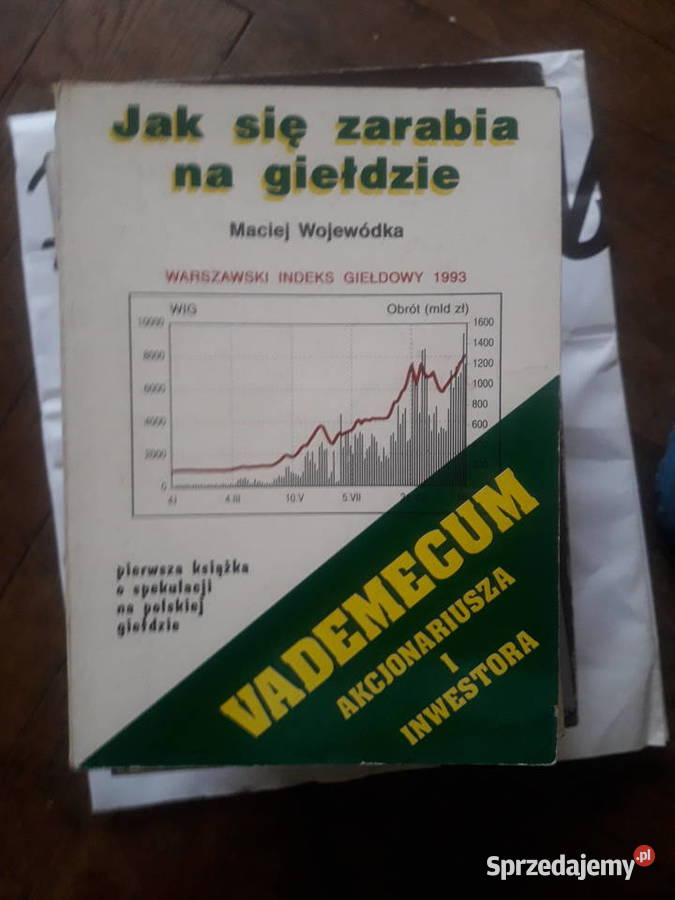 Jak się zarabia
na giełdzie
Maciej Wojewódka
WARSZAWSKI INDEKS GIEŁDOWY 1993
WIG
Obrót (mld zł)
10000
8000
6000
4000
2000
0
1600
1400
1200
1000
800
600
4.I
4.III
10.V
5.VII
pierwsza książka
o spekulacji
na polskiej
giełdzie
VADEMECUM
AKCJONARIUSZA
I
INWESTORA
Sprzedajemy.pl